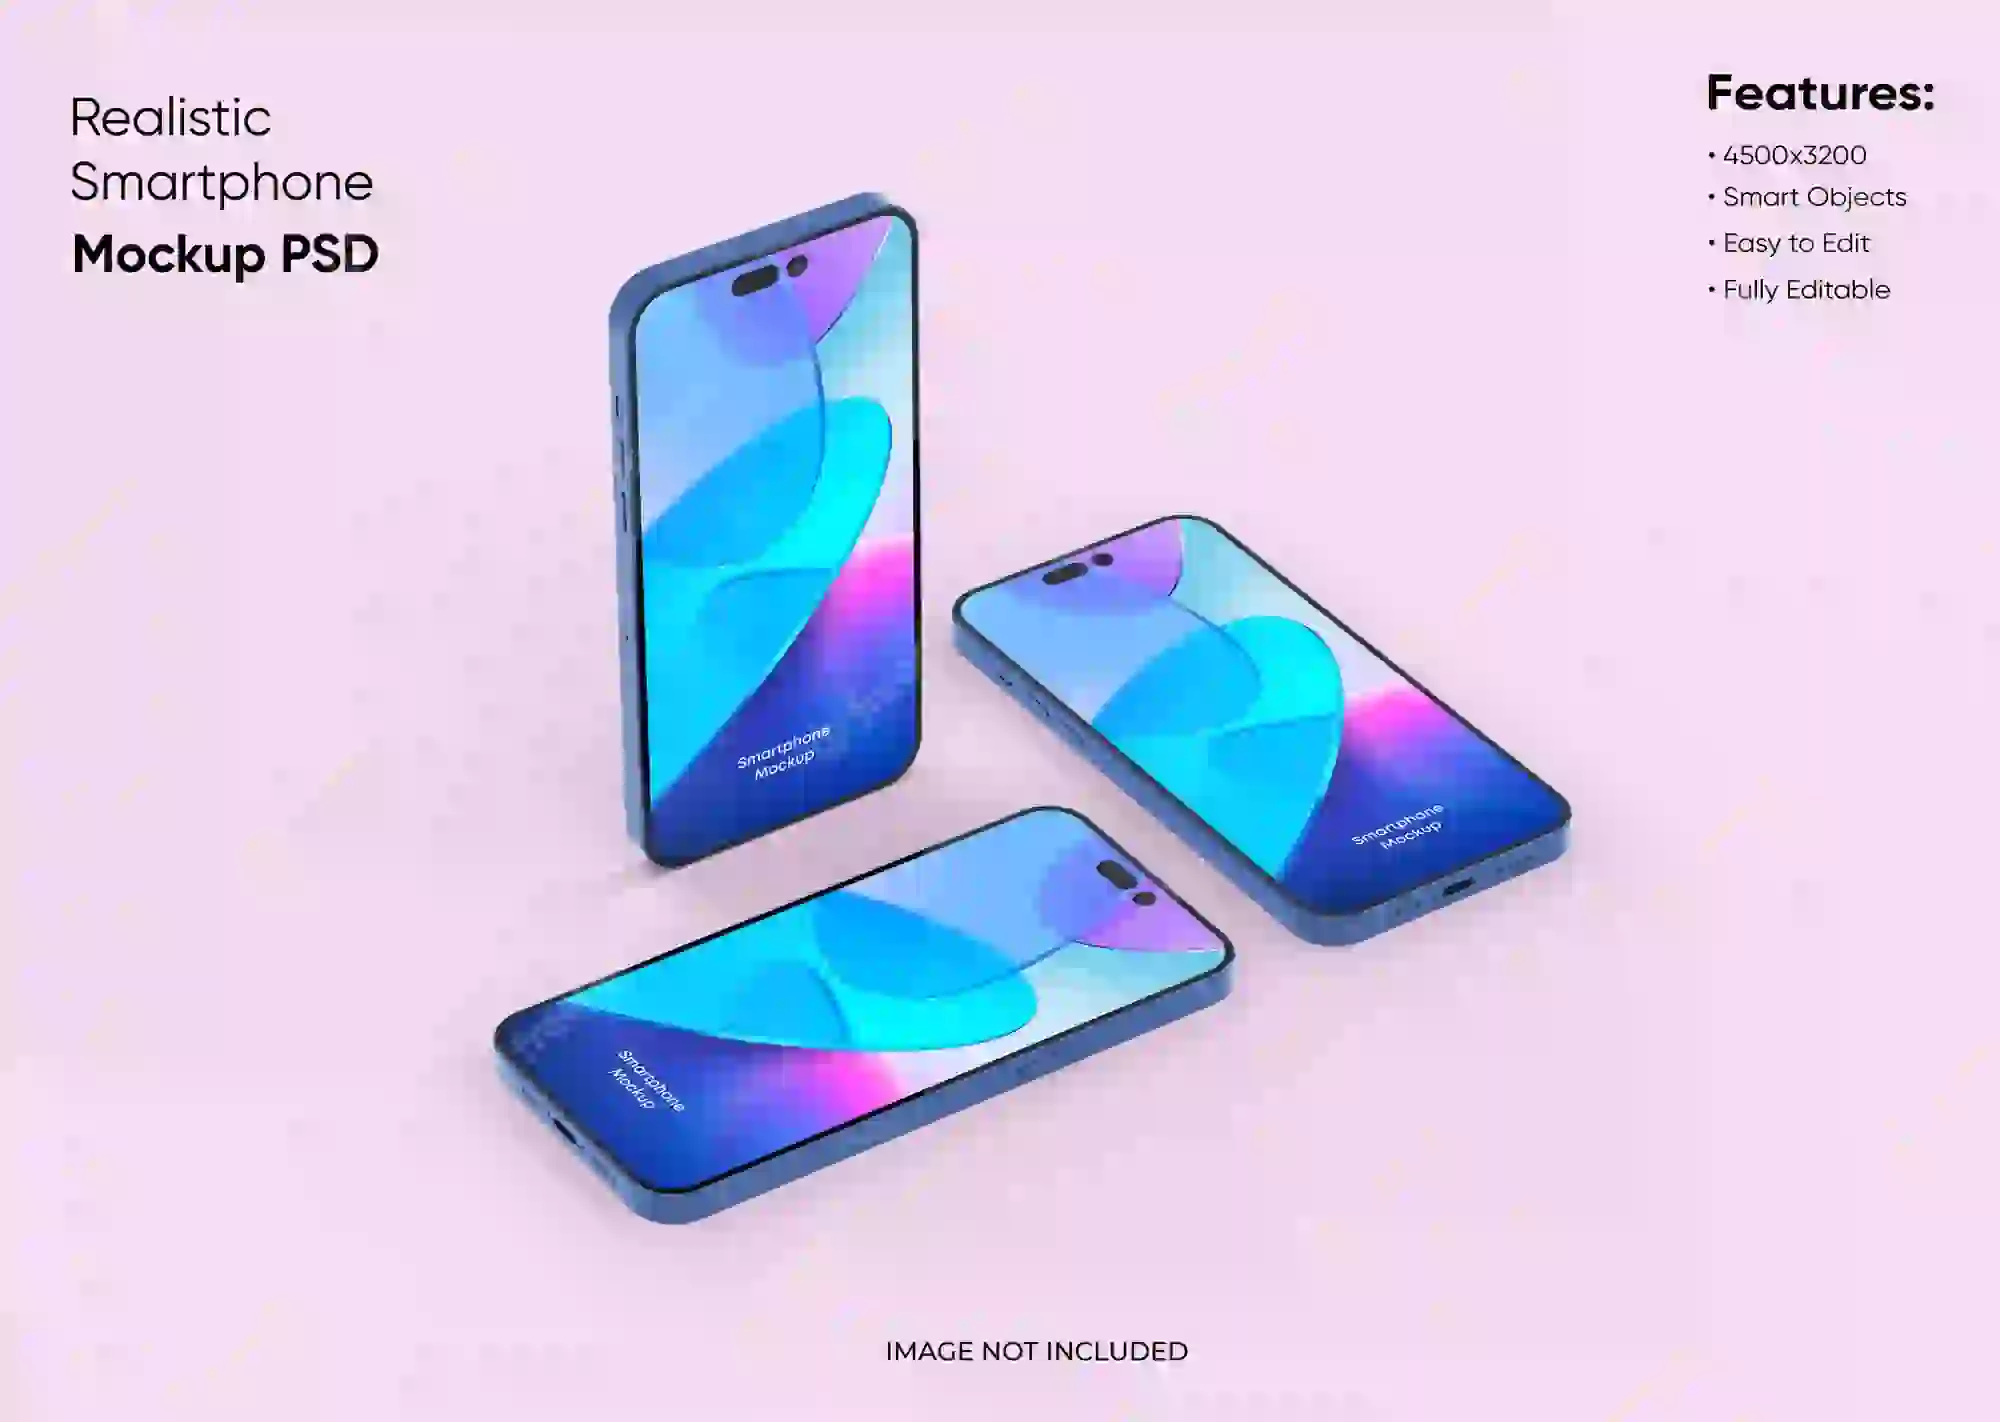 Realistic
Smartphone
Mockup PSD
Features:
• 4500x3200
• Smart Objects
• Easy to Edit
• Fully Editable
Smartphone
Mockup
Smartphone
Mockup
Smartphone
Mockup
IMAGE NOT INCLUDED